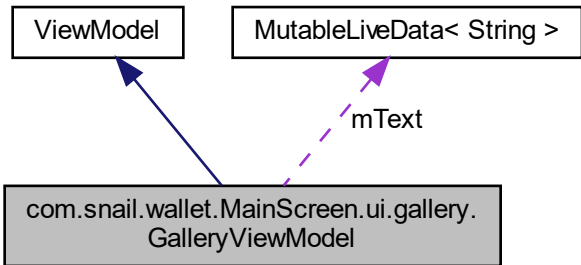 ViewModel
MutableLiveData< String >
mText
com.snail.wallet.MainScreen.ui.gallery.
GalleryViewModel